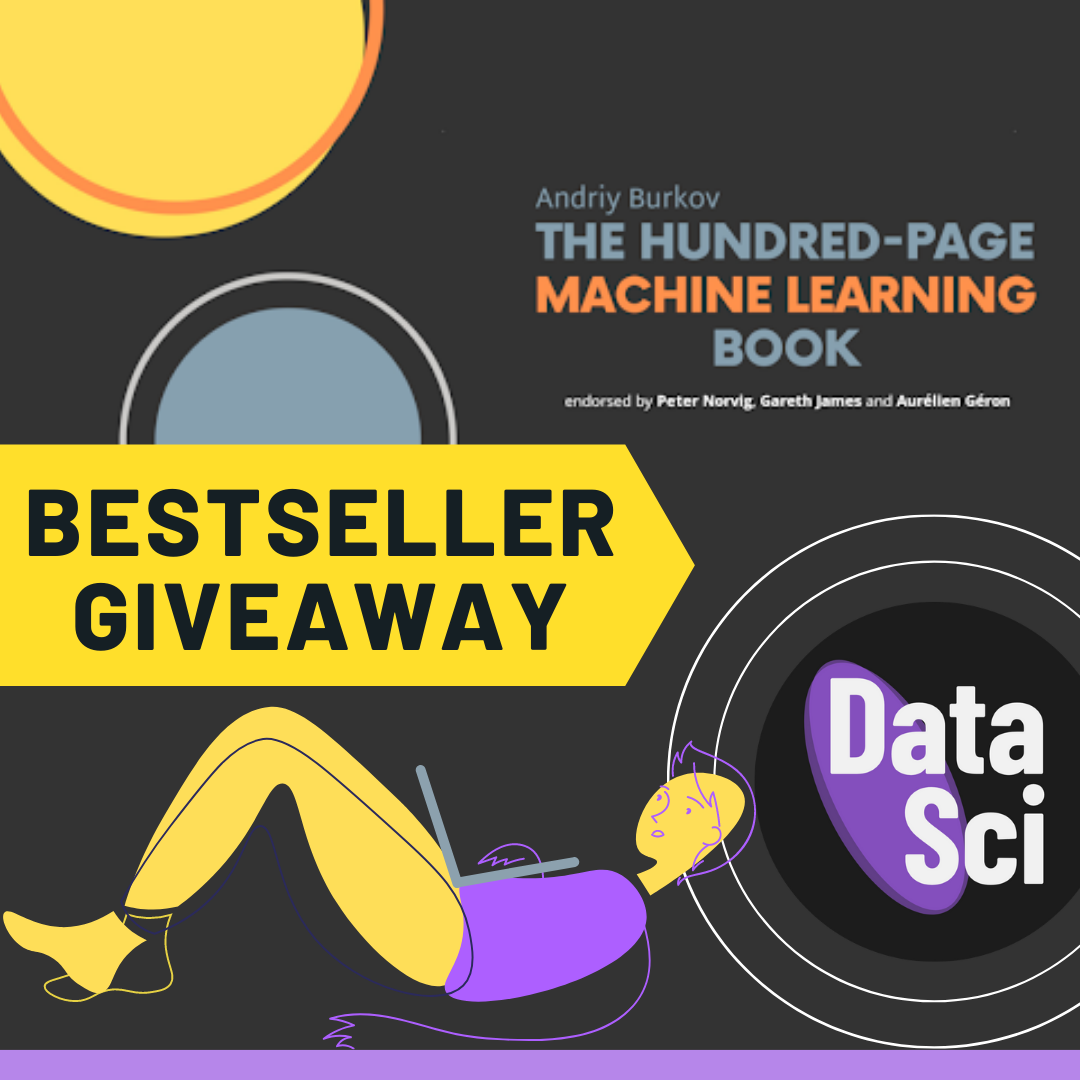 Andriy Burkov
THE HUNDRED-PAGE
MACHINE LEARNING
BOOK
endorsed by Peter Norvig, Gareth James and Aurélien Géron
BESTSELLER
GIVEAWAY
Data
Sci